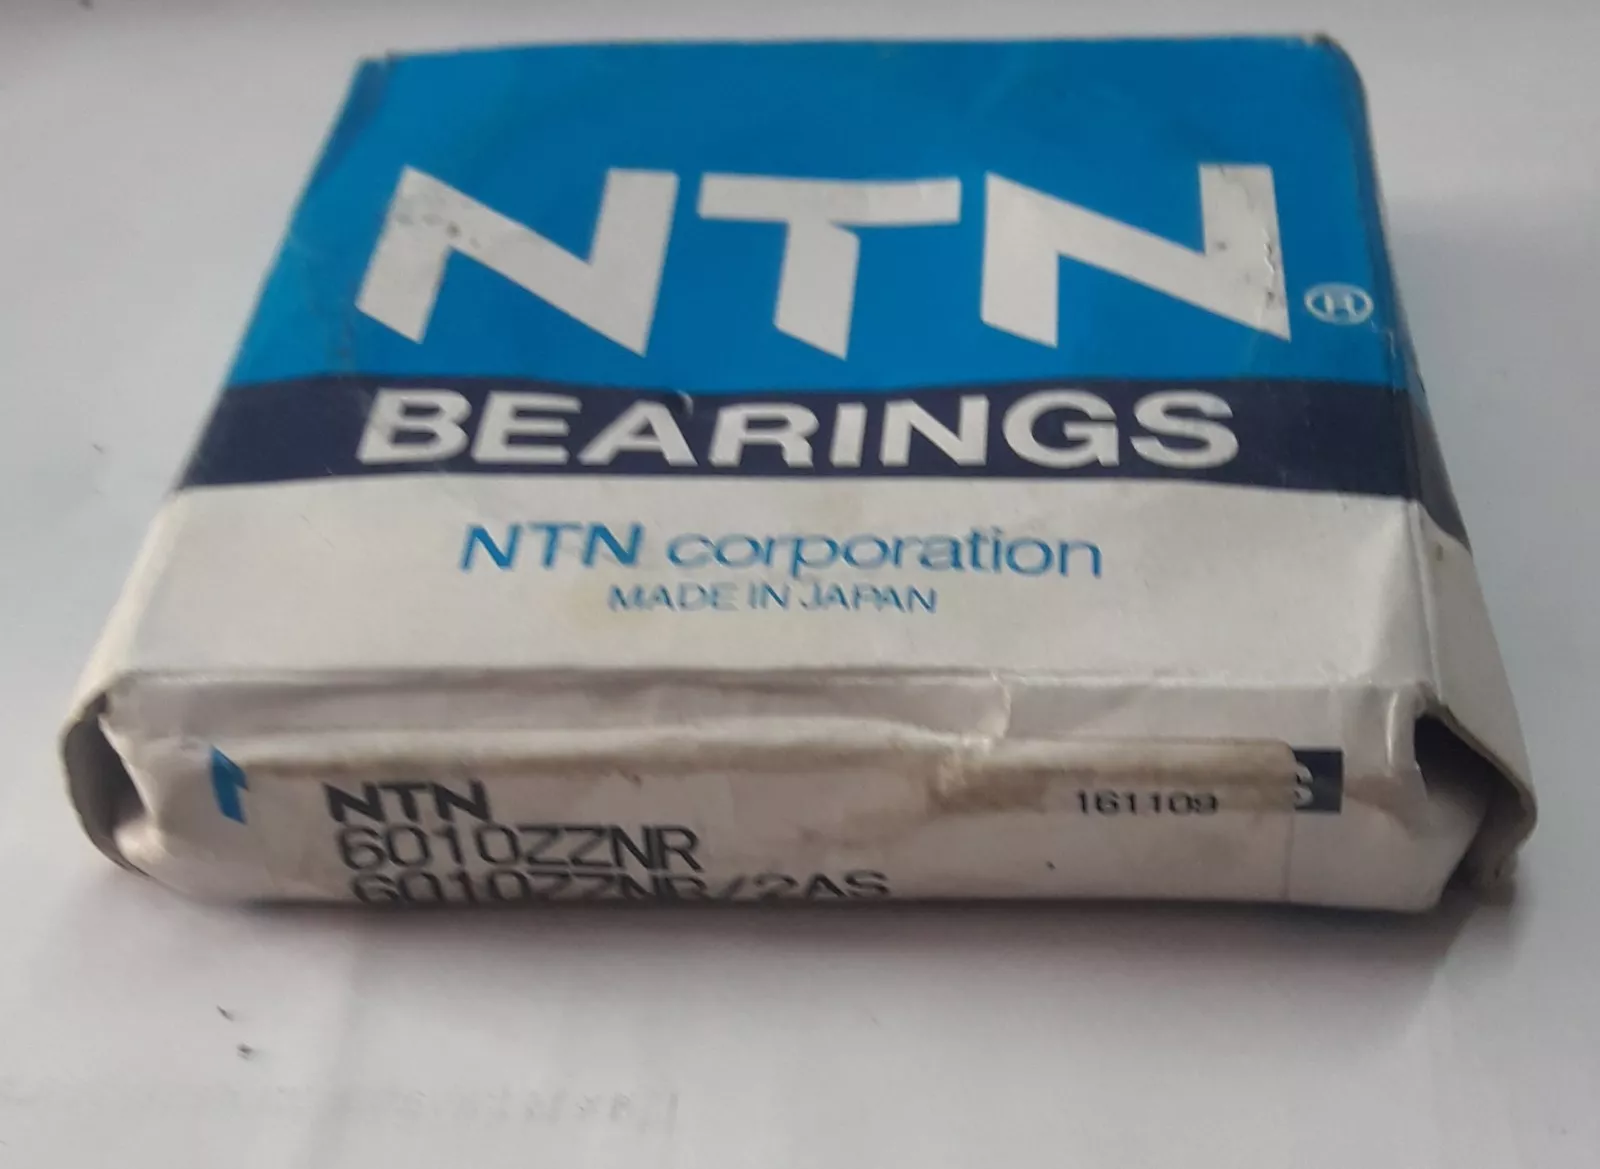 NTN®
BEARINGS
NTN corporation
MADE IN JAPAN
NTN
161109
6010ZZNR
6010ZZNR/2AS